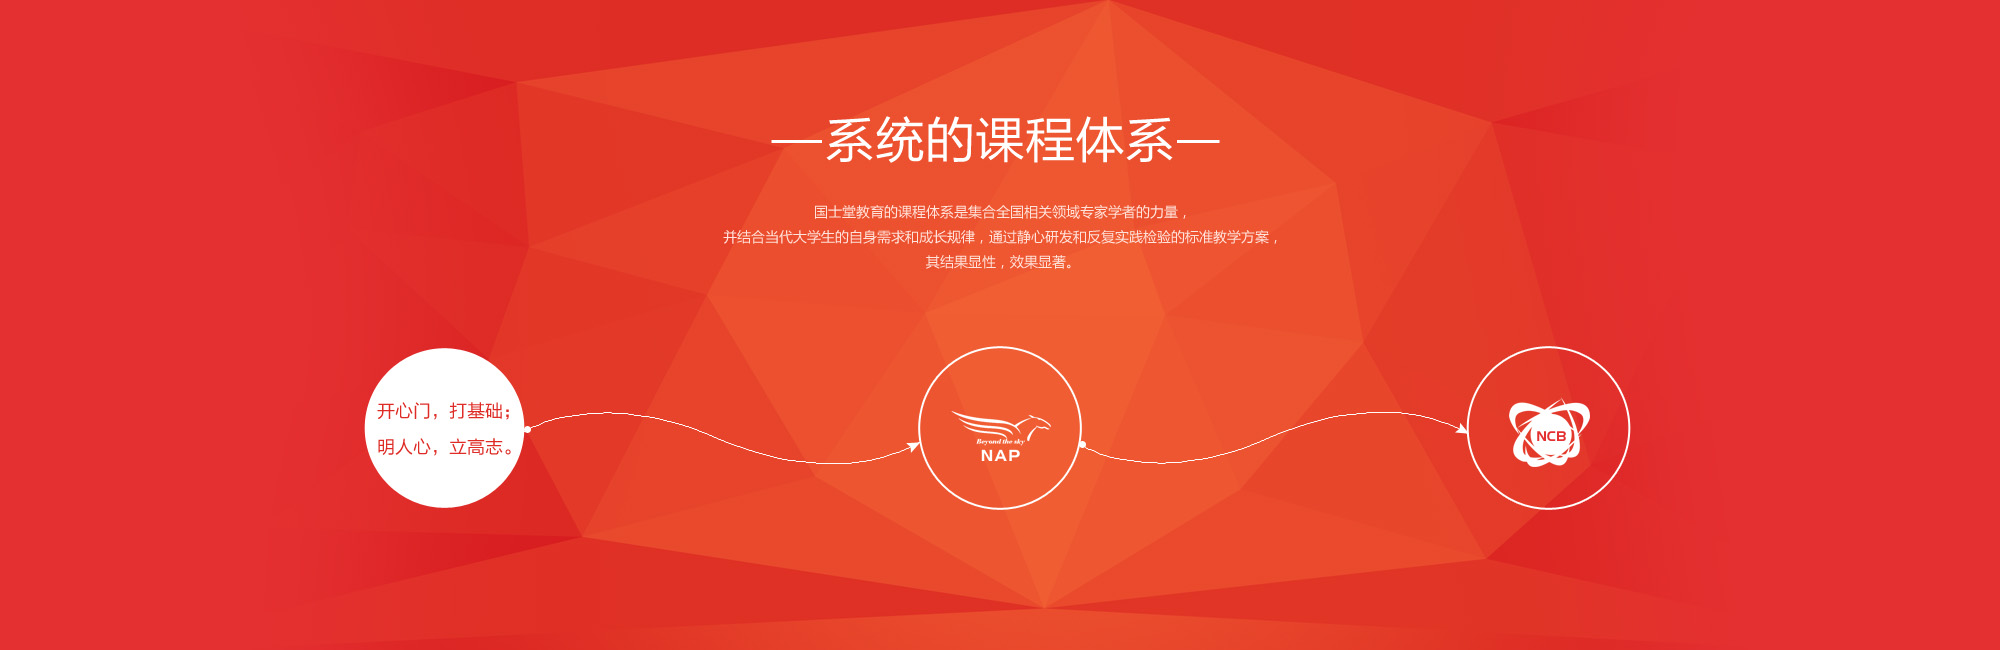 —系统的课程体系—
国士堂教育的课程体系是集合全国相关领域专家学者的力量，
并结合当代大学生的自身需求和成长规律，通过静心研发和反复实践检验的标准教学方案，
其结果显性，效果显著。
开心门，打基础；
明人心，立高志。
Beyond the sky
NAP
NCB